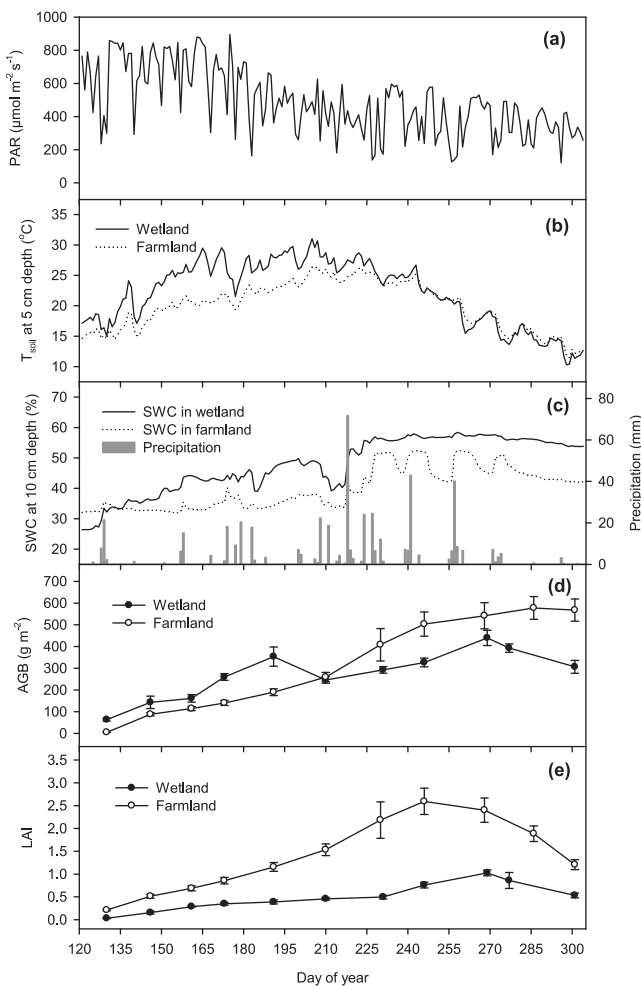 1000
800
600
400
200
0
PAR (μmol m⁻² s⁻¹)
(a)
35
30
25
20
15
10
T_soil at 5 cm depth (°C)
Wetland
Farmland
(b)
70
60
50
40
30
20
SWC at 10 cm depth (%)
SWC in wetland
SWC in farmland
Precipitation
(c)
80
60
40
20
0
Precipitation (mm)
700
600
500
400
300
200
100
0
AGB (g m⁻²)
Wetland
Farmland
(d)
3.5
3.0
2.5
2.0
1.5
1.0
0.5
0.0
LAI
Wetland
Farmland
(e)
120 135 150 165 175 195 210 225 240 255 270 285 300
Day of year